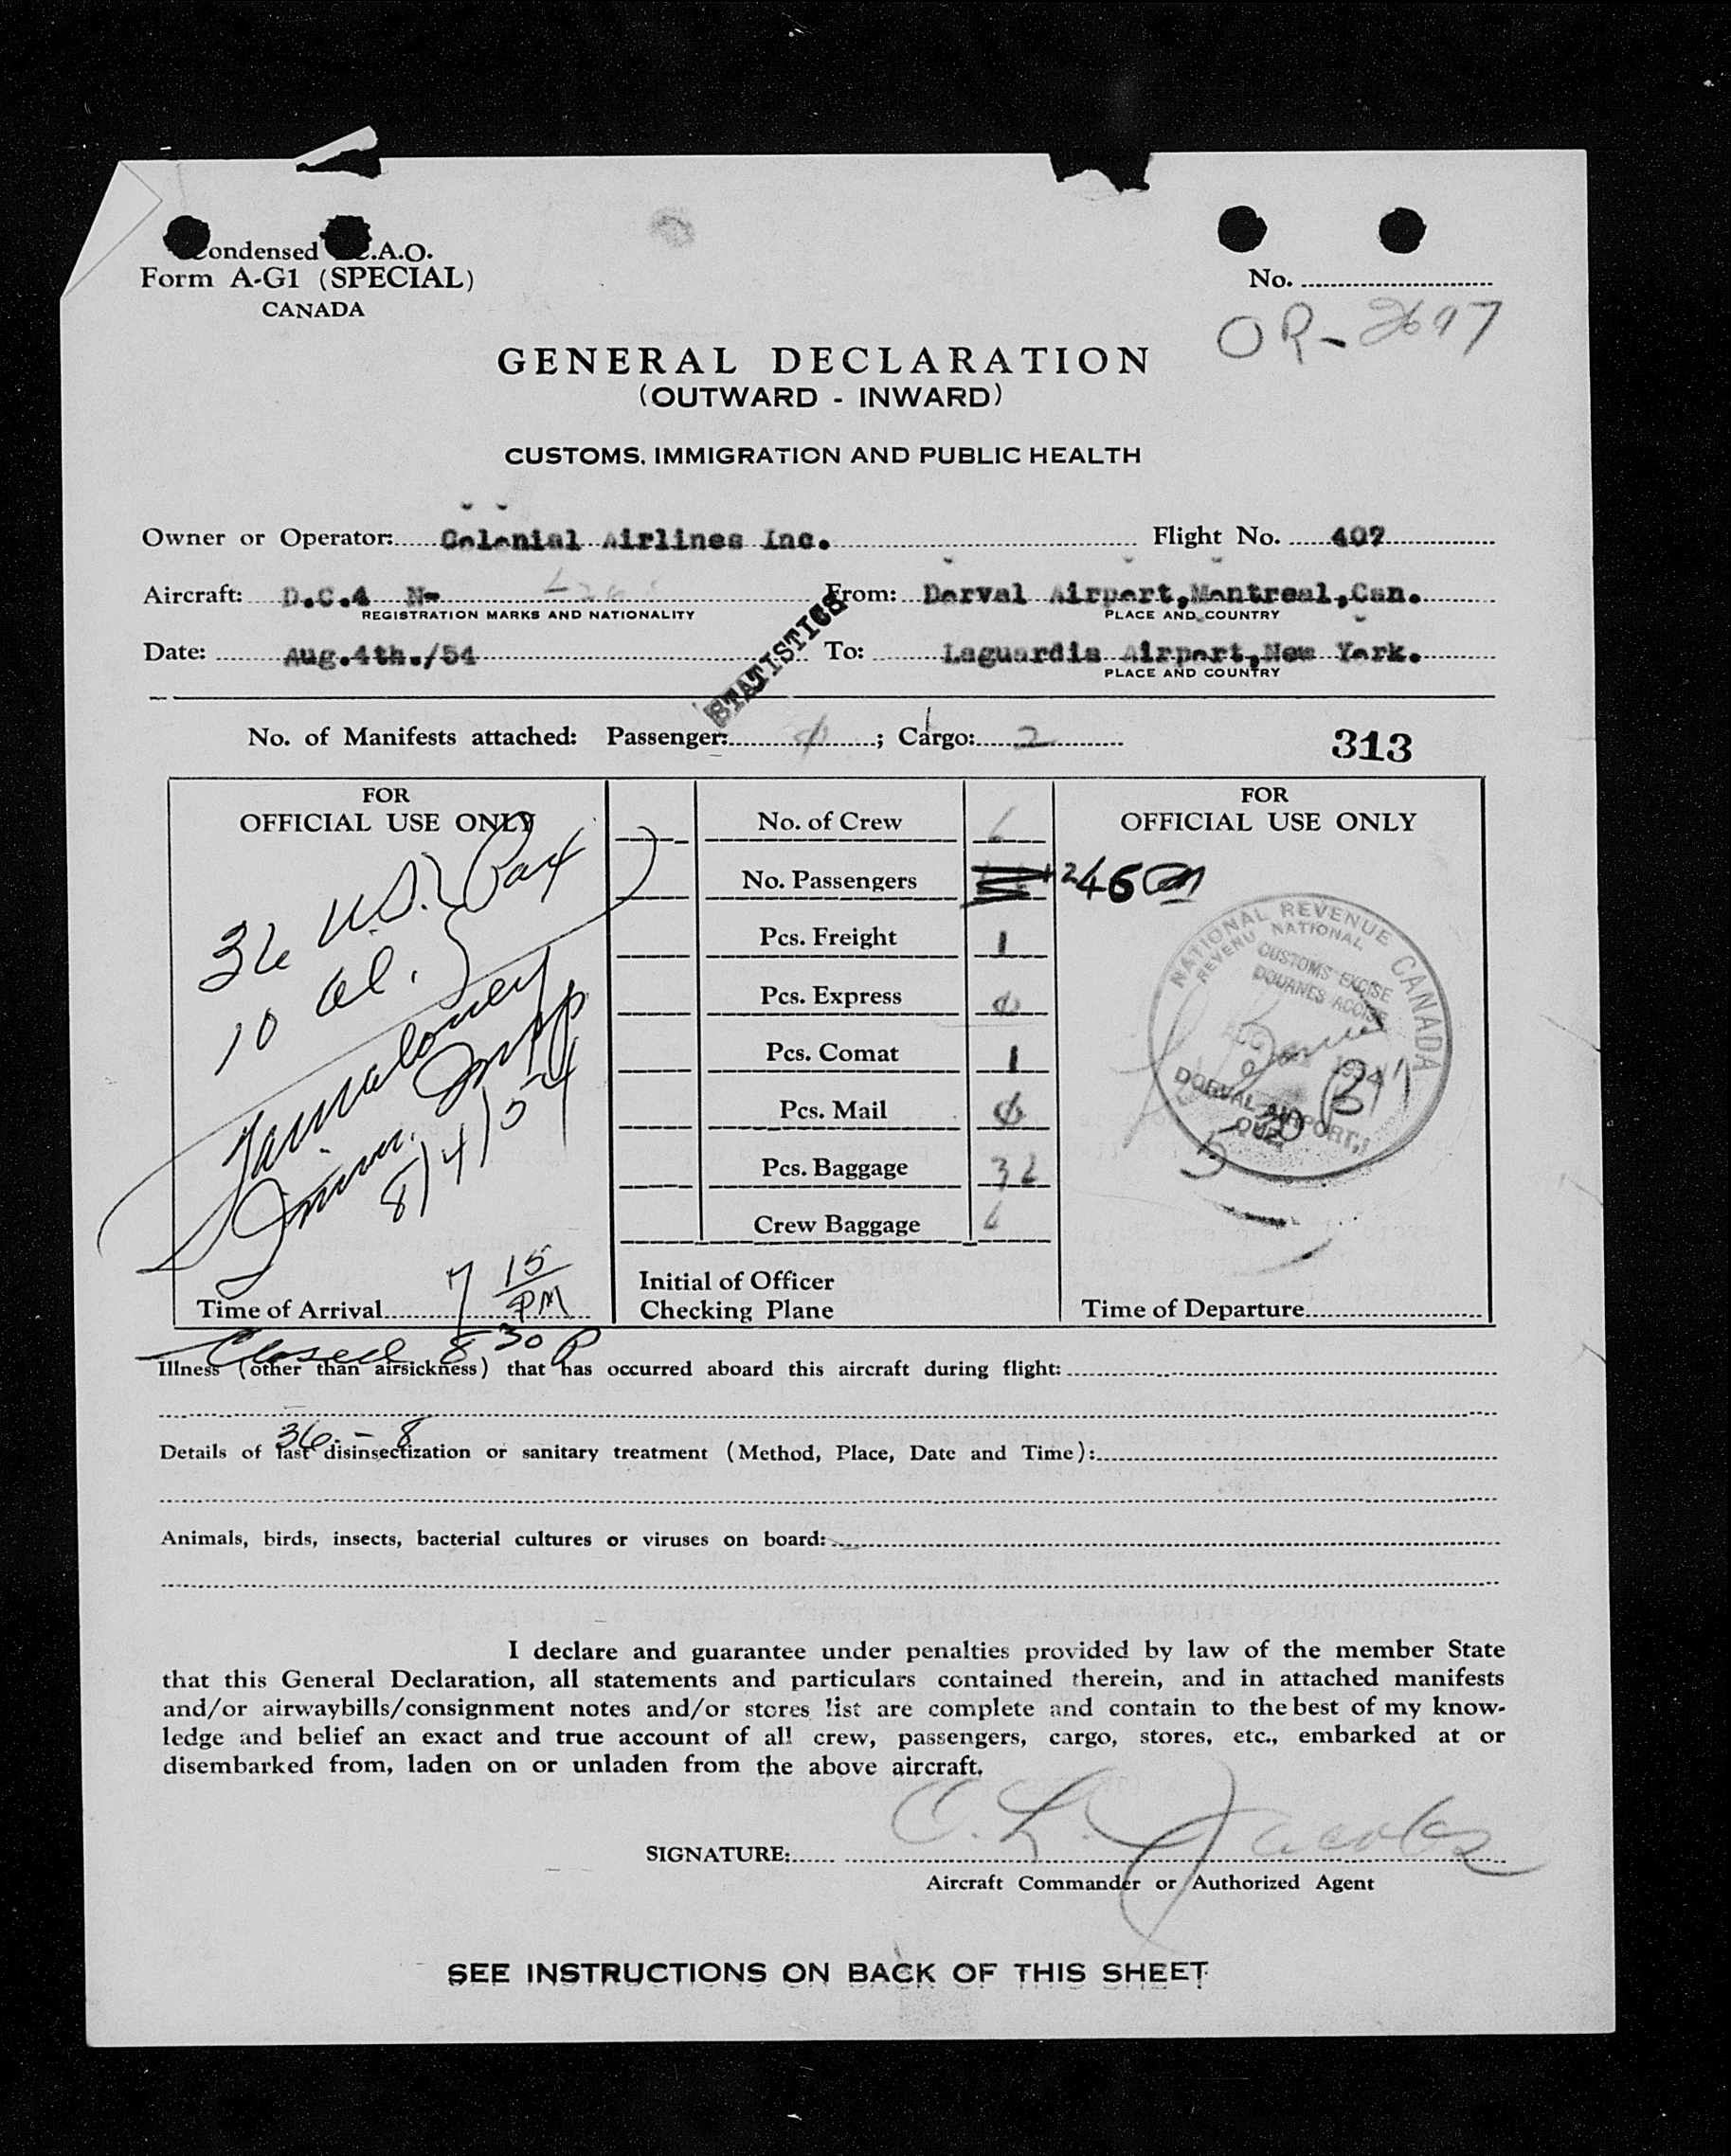 Condensed I.C.A.O.
Form A-G1 (SPECIAL)
CANADA
No.
OR-2697
GENERAL DECLARATION
(OUTWARD - INWARD)
CUSTOMS, IMMIGRATION AND PUBLIC HEALTH
Owner or Operator: Colonial Airlines Inc. Flight No. 407
Aircraft: D.C.4 N- From: Dorval Airport,Montreal,Can.
REGISTRATION MARKS AND NATIONALITY PLACE AND COUNTRY
Date: Aug.4th./54 To: Laguardia Airport,New York.
PLACE AND COUNTRY
STATISTICS
No. of Manifests attached: Passenger: ; Cargo: 2 313
FOR
OFFICIAL USE ONLY
36 U.S. Pax
10 al.
Imm. Insp
8/4/54
Time of Arrival 7 15 PM
No. of Crew 6
No. Passengers 46
Pcs. Freight 1
Pcs. Express 0
Pcs. Comat 1
Pcs. Mail 0
Pcs. Baggage 36
Crew Baggage 6
Initial of Officer
Checking Plane
FOR
OFFICIAL USE ONLY
NATIONAL REVENUE CANADA
REVENU NATIONAL
CUSTOMS EXCISE
DOUANES ACCISE
1954
DORVAL AIRPORT,
QUE.
Time of Departure
Closed 8 30 P
Illness (other than airsickness) that has occurred aboard this aircraft during flight:
36 - 8
Details of last disinsectization or sanitary treatment (Method, Place, Date and Time):
Animals, birds, insects, bacterial cultures or viruses on board:
I declare and guarantee under penalties provided by law of the member State
that this General Declaration, all statements and particulars contained therein, and in attached manifests
and/or airwaybills/consignment notes and/or stores list are complete and contain to the best of my know-
ledge and belief an exact and true account of all crew, passengers, cargo, stores, etc., embarked at or
disembarked from, laden on or unladen from the above aircraft.
SIGNATURE: C. L. Jacobs
Aircraft Commander or Authorized Agent
SEE INSTRUCTIONS ON BACK OF THIS SHEET